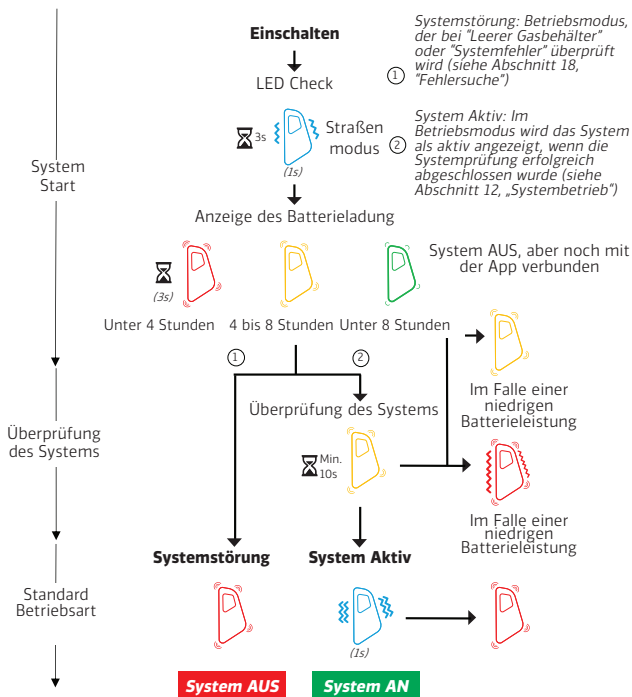 Einschalten
LED Check
3s
Straßen
modus
(1s)
1
Systemstörung: Betriebsmodus,
der bei "Leerer Gasbehälter"
oder "Systemfehler" überprüft
wird (siehe Abschnitt 18,
"Fehlersuche")
2
System Aktiv: Im
Betriebsmodus wird das System
als aktiv angezeigt, wenn die
Systemprüfung erfolgreich
abgeschlossen wurde (siehe
Abschnitt 12, „Systembetrieb“)
System
Start
Anzeige des Batterieladung
(3s)
Unter 4 Stunden
4 bis 8 Stunden
Unter 8 Stunden
System AUS, aber noch mit
der App verbunden
1
2
Im Falle einer
niedrigen
Batterieleistung
Überprüfung
des Systems
Überprüfung des Systems
Min.
10s
Im Falle einer
niedrigen
Batterieleistung
Systemstörung
System Aktiv
Standard
Betriebsart
(1s)
System AUS
System AN